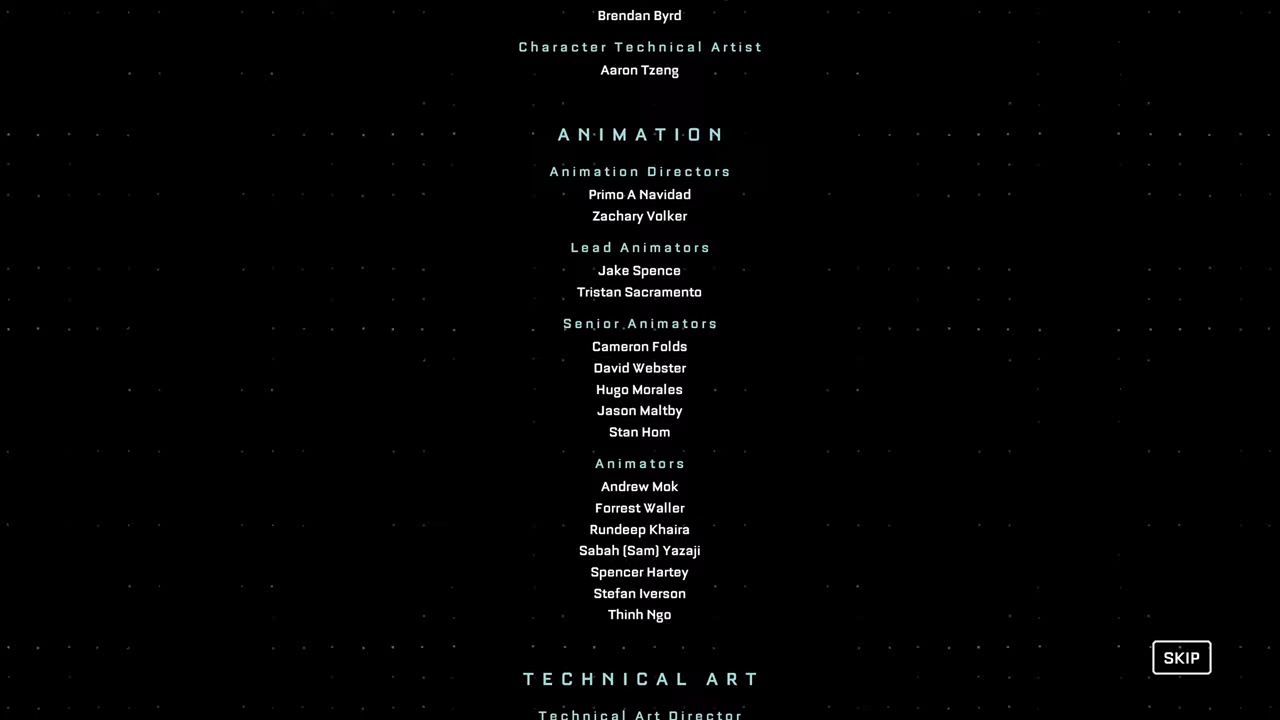 Brendan Byrd
Character Technical Artist
Aaron Tzeng
ANIMATION
Animation Directors
Primo A Navidad
Zachary Volker
Lead Animators
Jake Spence
Tristan Sacramento
Senior Animators
Cameron Folds
David Webster
Hugo Morales
Jason Maltby
Stan Hom
Animators
Andrew Mok
Forrest Waller
Rundeep Khaira
Sabah (Sam) Yazaji
Spencer Hartey
Stefan Iverson
Thinh Ngo
SKIP
TECHNICAL ART
Technical Art Director